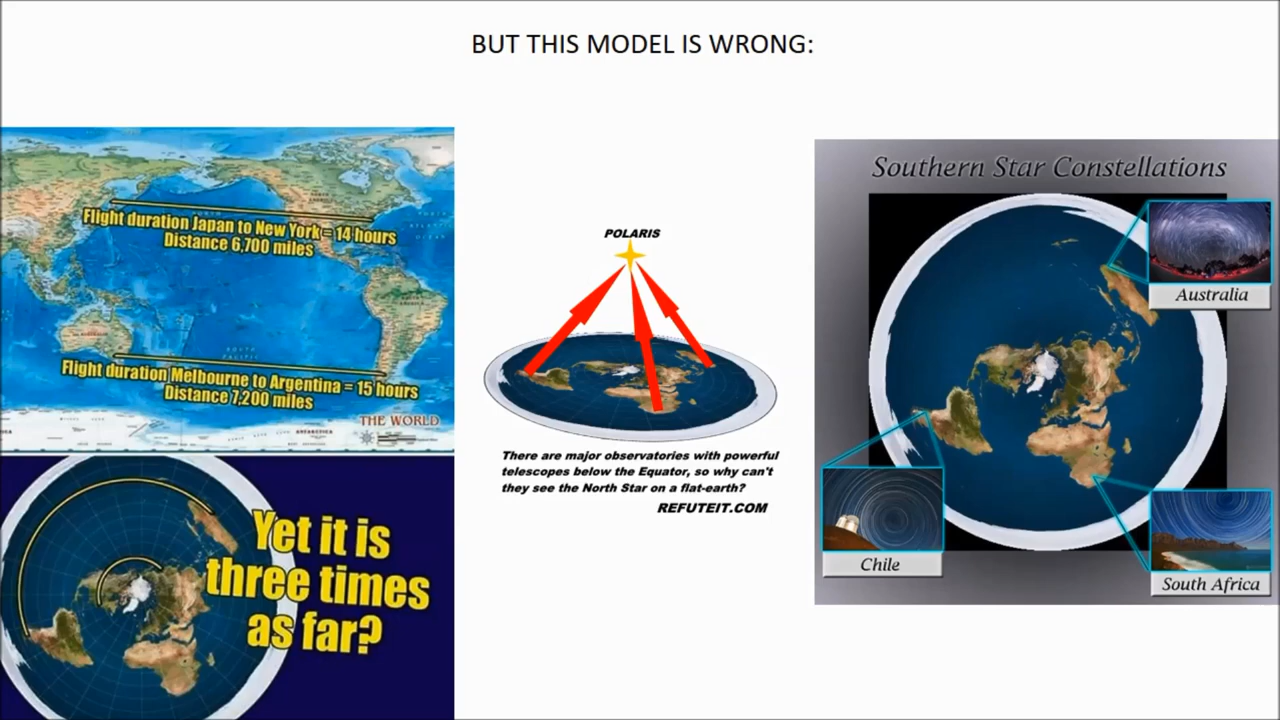 BUT THIS MODEL IS WRONG:
Flight duration Japan to New York = 14 hours
Distance 6,700 miles
Flight duration Melbourne to Argentina = 15 hours
Distance 7,200 miles
THE WORLD
Yet it is
three times
as far?
POLARIS
There are major observatories with powerful
telescopes below the Equator, so why can't
they see the North Star on a flat-earth?
REFUTEIT.COM
Southern Star Constellations
Australia
Chile
South Africa